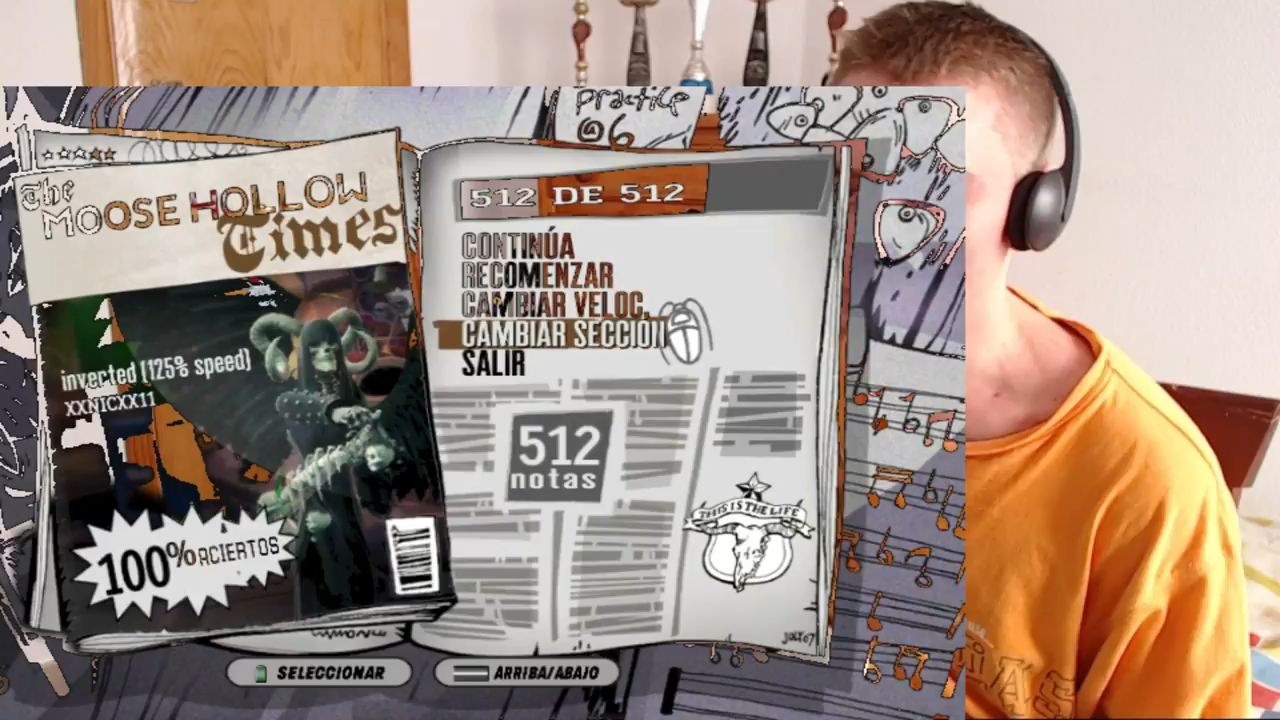 Practice
06
The
MOOSE HOLLOW
Times
inverted (125% speed)
XXNICXX11
100% ACIERTOS
512 DE 512
CONTINÚA
RECOMENZAR
CAMBIAR VELOC.
CAMBIAR SECCIÓN
SALIR
512
notas
THIS IS THE LIFE
SELECCIONAR
ARRIBA/ABAJO